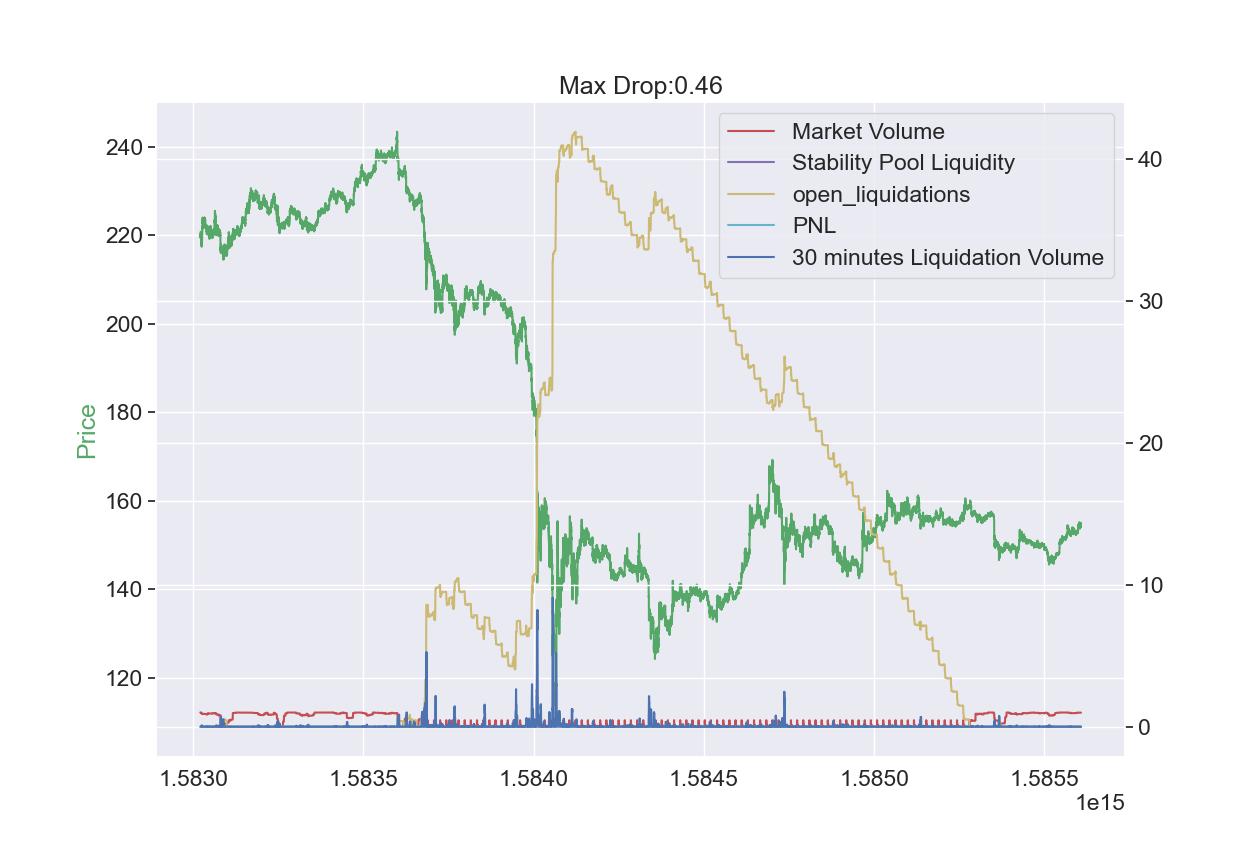 Max Drop:0.46
Market Volume
Stability Pool Liquidity
open_liquidations
PNL
30 minutes Liquidation Volume
Price
240
220
200
180
160
140
120
40
30
20
10
0
1.5830 1.5835 1.5840 1.5845 1.5850 1.5855
1e15